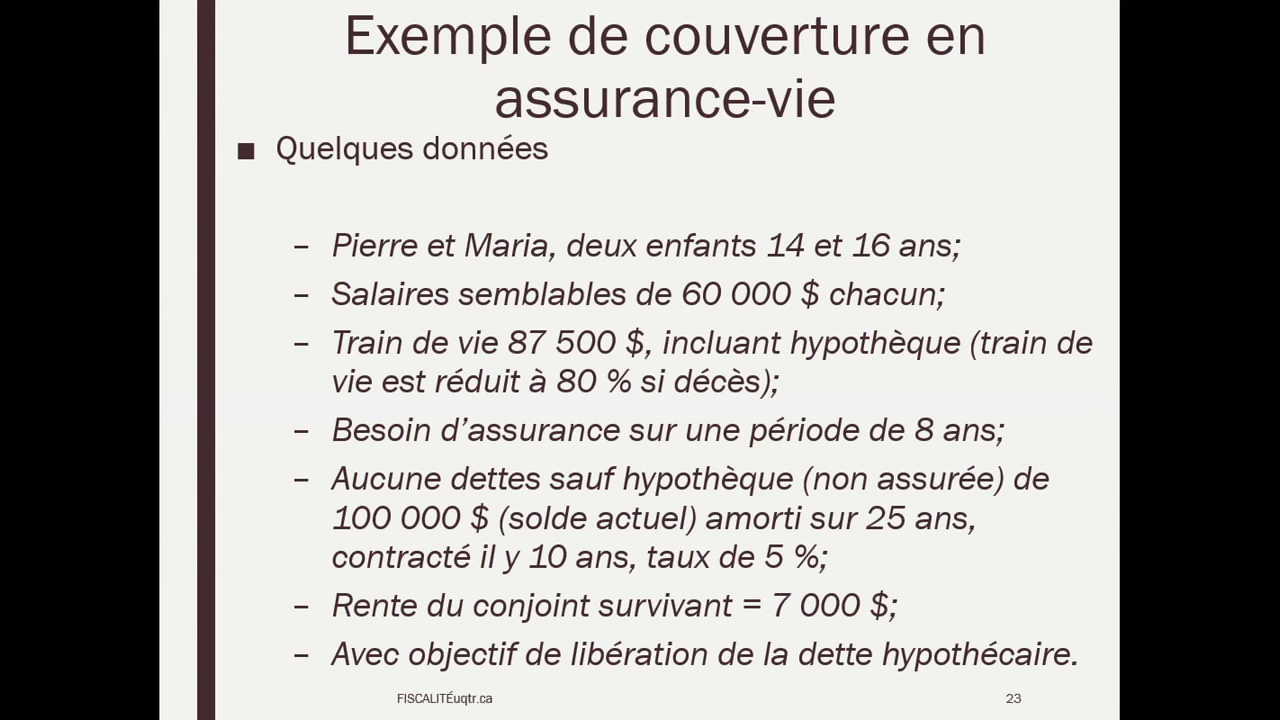 Exemple de couverture en
assurance-vie
■ Quelques données
– Pierre et Maria, deux enfants 14 et 16 ans;
– Salaires semblables de 60 000 $ chacun;
– Train de vie 87 500 $, incluant hypothèque (train de
vie est réduit à 80 % si décès);
– Besoin d’assurance sur une période de 8 ans;
– Aucune dettes sauf hypothèque (non assurée) de
100 000 $ (solde actuel) amorti sur 25 ans,
contracté il y 10 ans, taux de 5 %;
– Rente du conjoint survivant = 7 000 $;
– Avec objectif de libération de la dette hypothécaire.
FISCALITÉuqtr.ca 23